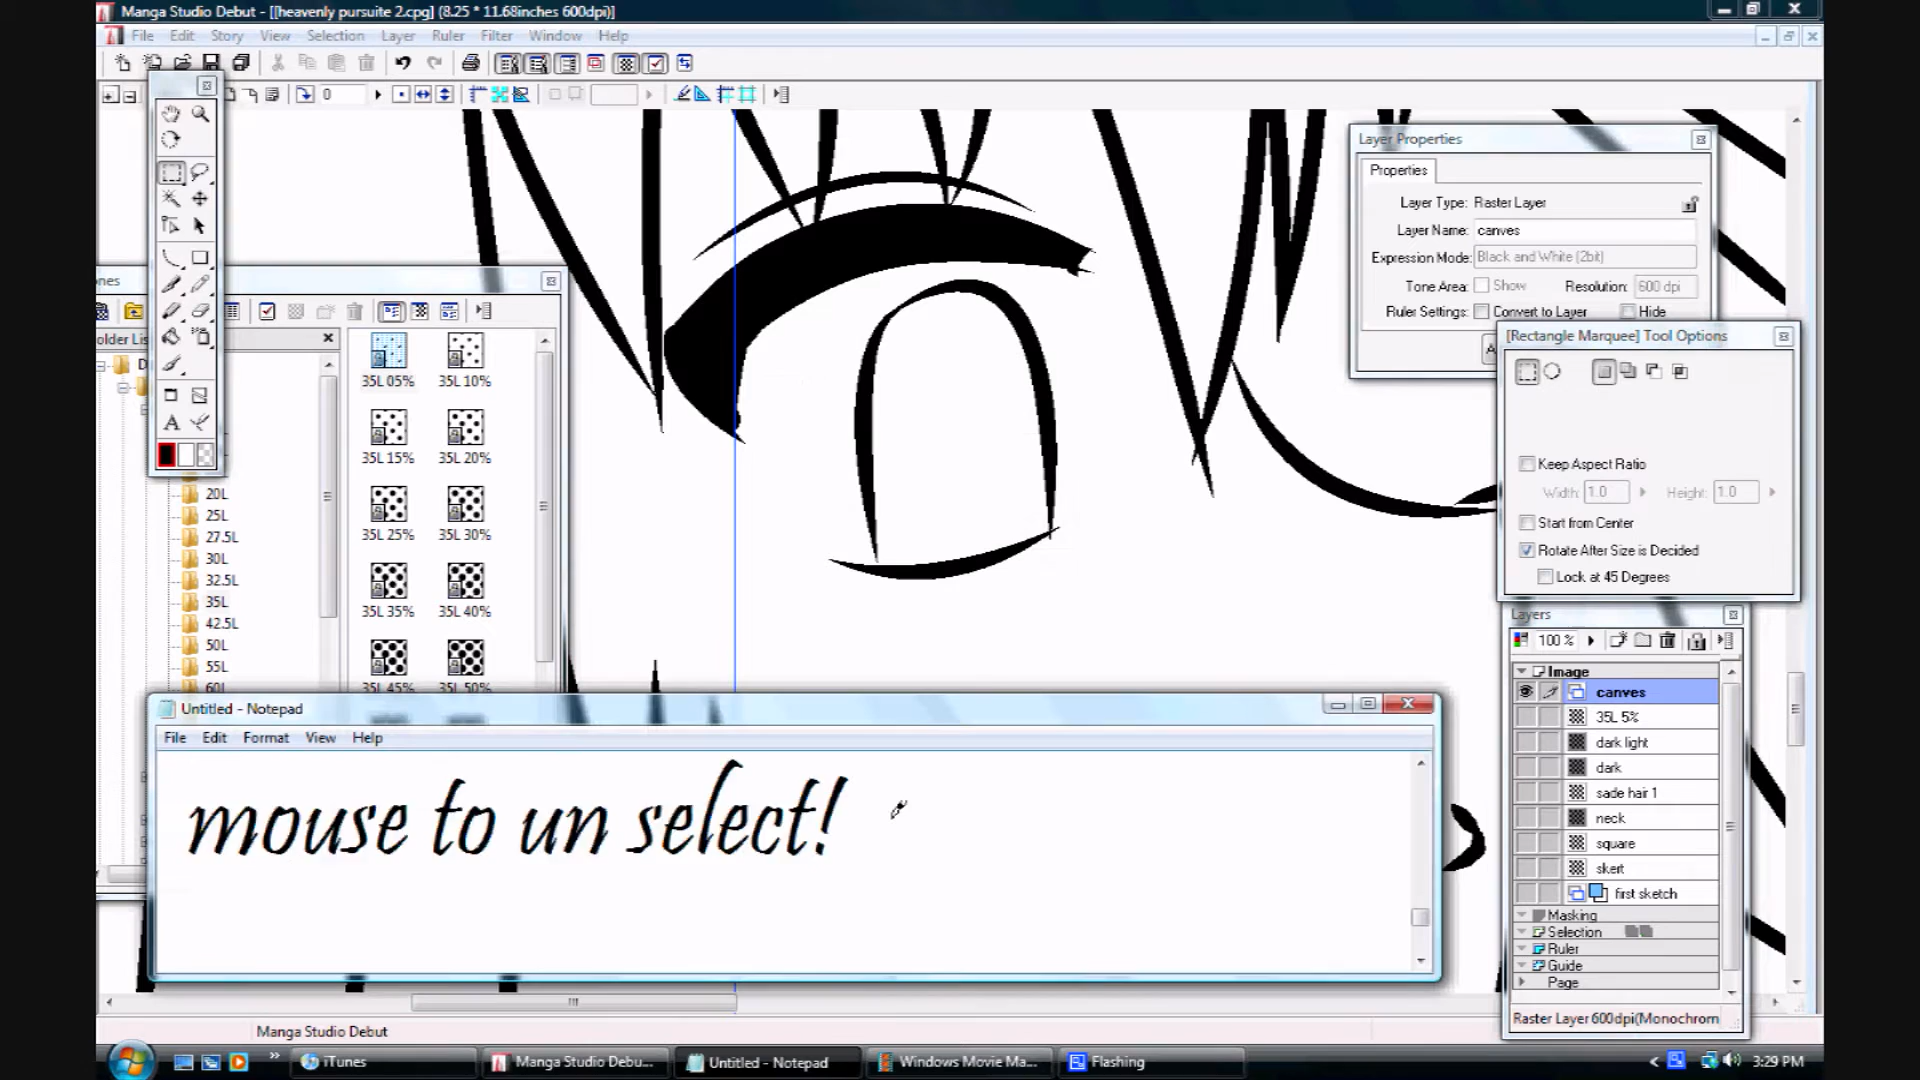 Manga Studio Debut - [[heavenly pursuite 2.cpg] (8.25 * 11.68inches 600dpi)]
File Edit Story View Selection Layer Ruler Filter Window Help
0
Layer Properties
Properties
Layer Type: Raster Layer
Layer Name: canves
Expression Mode: Black and White (2bit)
Tone Area: Show Resolution: 600 dpi
Ruler Settings: Convert to Layer Hide
[Rectangle Marquee] Tool Options
Keep Aspect Ratio
Width: 1.0 Height: 1.0
Start from Center
Rotate After Size is Decided
Lock at 45 Degrees
35L 05% 35L 10%
35L 15% 35L 20%
35L 25% 35L 30%
35L 35% 35L 40%
35L 45% 35L 50%
20L
25L
27.5L
30L
32.5L
35L
42.5L
50L
55L
60L
A
Layers
100 %
Image
canves
35L 5%
dark light
dark
sade hair 1
neck
square
skert
first sketch
Masking
Selection
Ruler
Guide
Page
Raster Layer 600dpi(Monochrom
Untitled - Notepad
File Edit Format View Help
mouse to un select!
Manga Studio Debut
iTunes Manga Studio Debu... Untitled - Notepad Windows Movie Ma... Flashing 3:29 PM